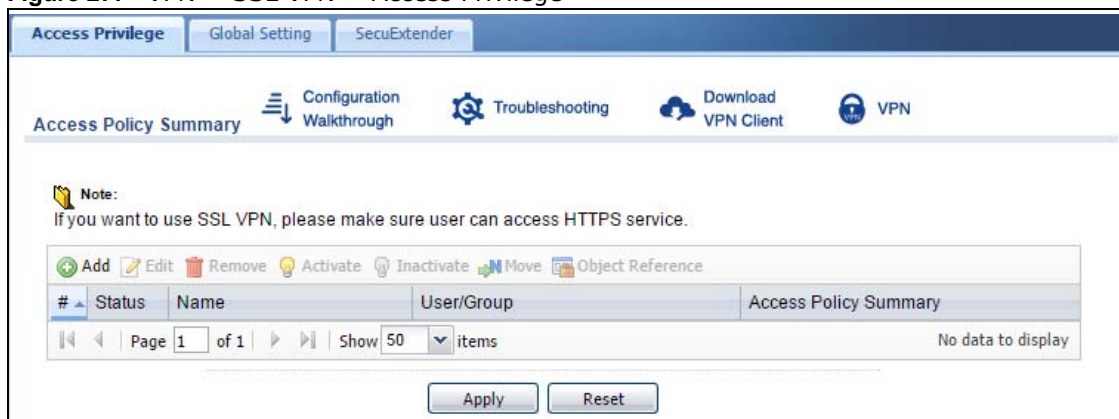 Access Privilege Global Setting SecuExtender
Access Policy Summary
Configuration
Walkthrough
Troubleshooting
Download
VPN Client
VPN
Note:
If you want to use SSL VPN, please make sure user can access HTTPS service.
Add Edit Remove Activate Inactivate Move Object Reference
# Status Name User/Group Access Policy Summary
Page 1 of 1 Show 50 items No data to display
Apply Reset